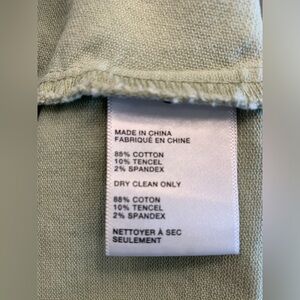 MADE IN CHINA
FABRIQUÉ EN CHINE
88% COTTON
10% TENCEL
2% SPANDEX
DRY CLEAN ONLY
88% COTON
10% TENCEL
2% SPANDEX
NETTOYER À SEC
SEULEMENT